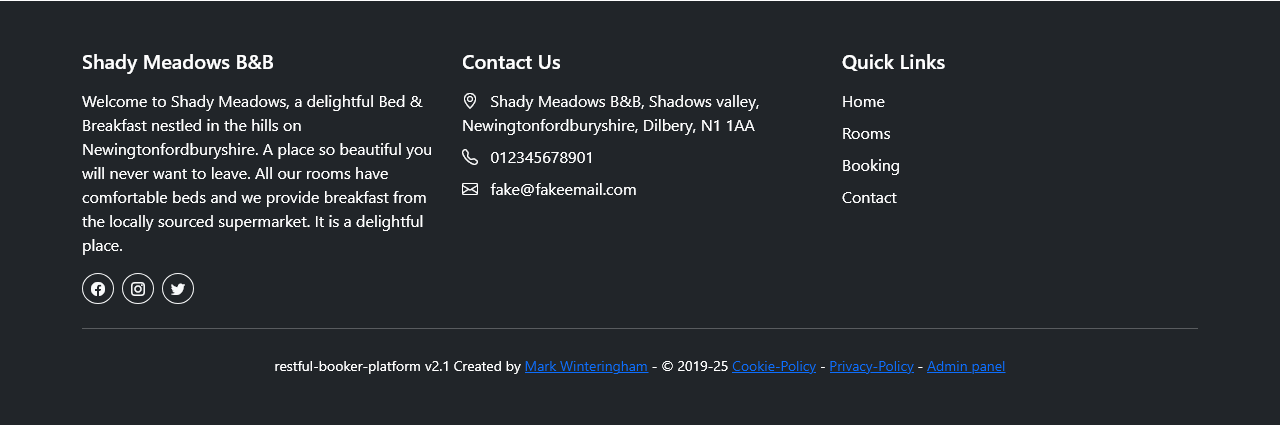 Shady Meadows B&B
Welcome to Shady Meadows, a delightful Bed &
Breakfast nestled in the hills on
Newingtonfordburyshire. A place so beautiful you
will never want to leave. All our rooms have
comfortable beds and we provide breakfast from
the locally sourced supermarket. It is a delightful
place.
Contact Us
Shady Meadows B&B, Shadows valley,
Newingtonfordburyshire, Dilbery, N1 1AA
012345678901
fake@fakeemail.com
Quick Links
Home
Rooms
Booking
Contact
restful-booker-platform v2.1 Created by Mark Winteringham - © 2019-25 Cookie-Policy - Privacy-Policy - Admin panel